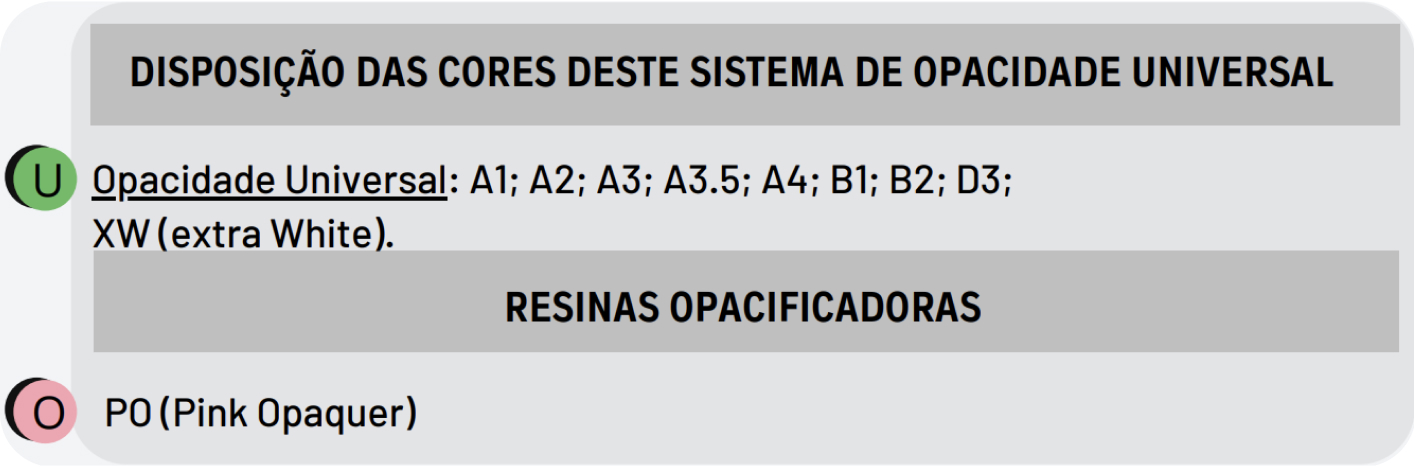 DISPOSIÇÃO DAS CORES DESTE SISTEMA DE OPACIDADE UNIVERSAL
U Opacidade Universal: A1; A2; A3; A3.5; A4; B1; B2; D3;
XW (extra White).
RESINAS OPACIFICADORAS
O PO (Pink Opaquer)